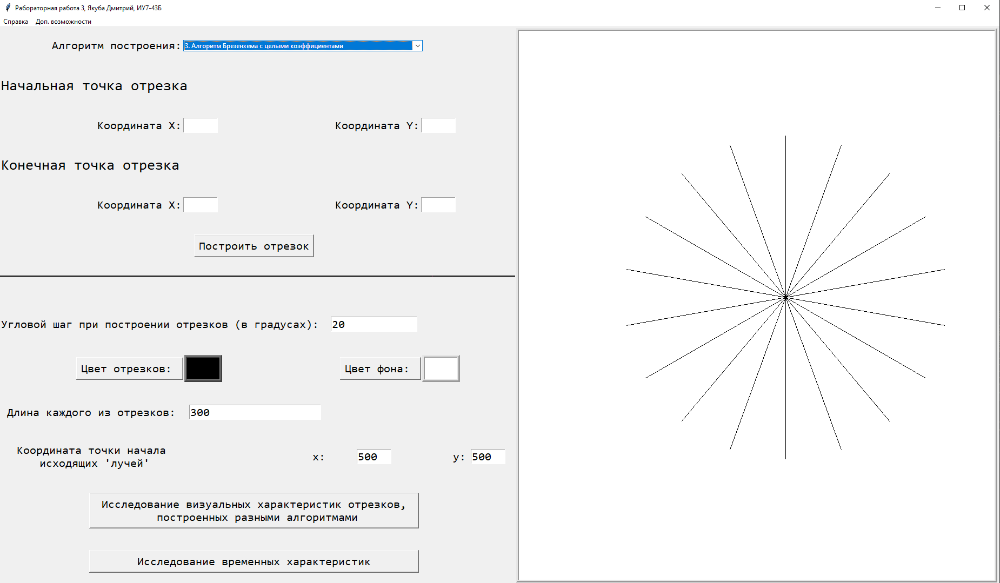 Рабораторная работа 3, Якуба Дмитрий, ИУ7-43Б
Справка Доп. возможности
Алгоритм построения: 3. Алгоритм Брезенхема с целыми коэффициентами
Начальная точка отрезка
Координата X: Координата Y:
Конечная точка отрезка
Координата X: Координата Y:
Построить отрезок
Угловой шаг при построении отрезков (в градусах): 20
Цвет отрезков: Цвет фона:
Длина каждого из отрезков: 300
Координата точки начала
исходящих 'лучей'
x: 500 y: 500
Исследование визуальных характеристик отрезков,
построенных разными алгоритмами
Исследование временных характеристик